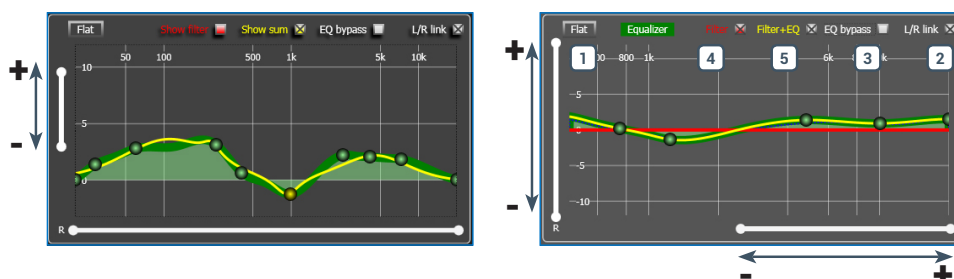 Flat Show filter Show sum EQ bypass L/R link
50 100 500 1k 5k 10k
+
10
5
-
0
R
Flat Equalizer Filter Filter+EQ EQ bypass L/R link
+
1 800 1k 4 5 6k 3 2
5
0
-5
-10
-
R
- +